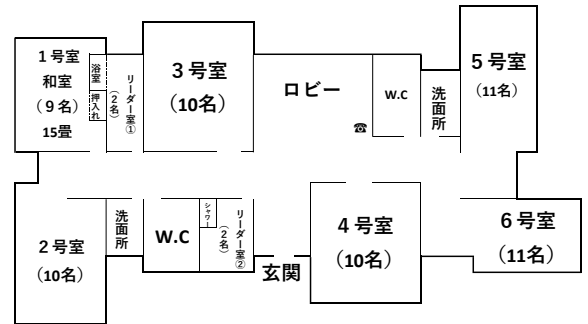 １号室
和室
（９名）
15畳
浴室
押入れ
リーダー室①
（２名）
３号室
（10名）
ロビー
☎
W.C
洗面所
５号室
（11名）
２号室
（10名）
洗面所
W.C
シャワー
リーダー室②
（２名）
玄関
４号室
（10名）
６号室
（11名）